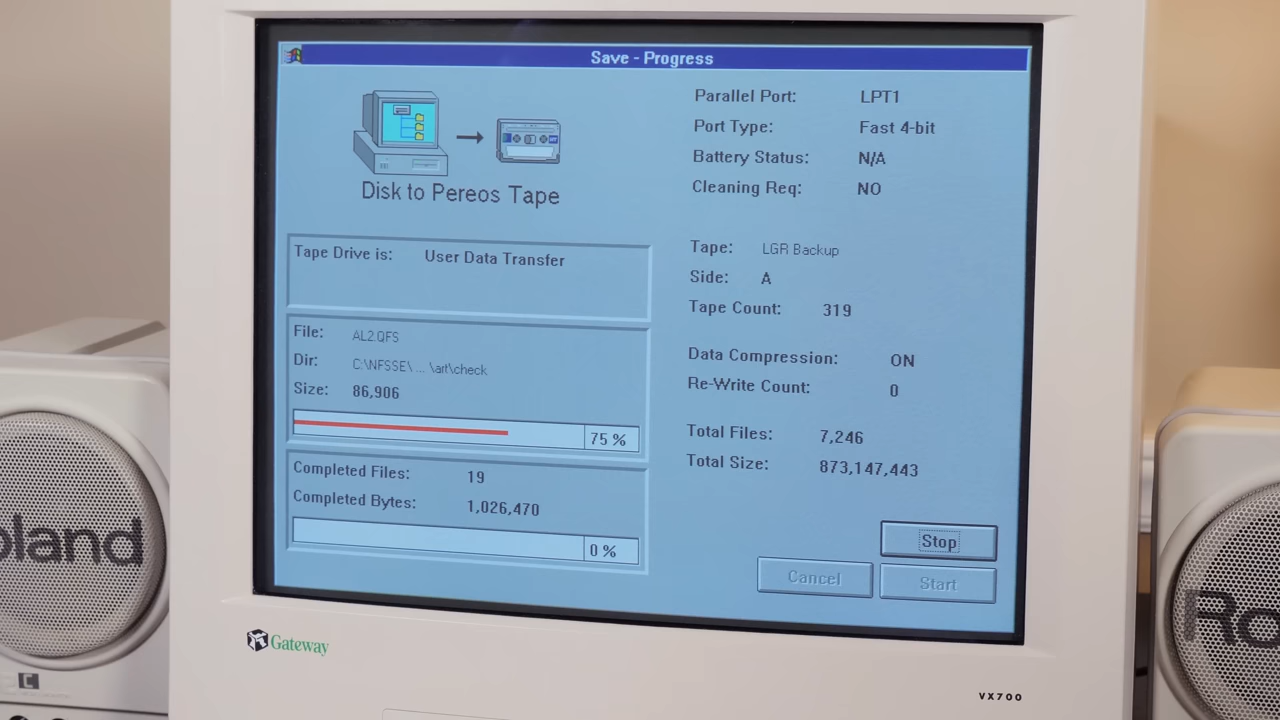 Save - Progress
Disk to Pereos Tape
Parallel Port: LPT1
Port Type: Fast 4-bit
Battery Status: N/A
Cleaning Req: NO
Tape Drive is: User Data Transfer
Tape: LGR Backup
Side: A
Tape Count: 319
File: AL2.QFS
Dir: C:\NFSSE\ ... \art\check
Size: 86,906
75 %
Data Compression: ON
Re-Write Count: 0
Completed Files: 19
Completed Bytes: 1,026,470
0 %
Total Files: 7,246
Total Size: 873,147,443
Stop
Cancel
Start
oland
Ro
Gateway
VX700
C